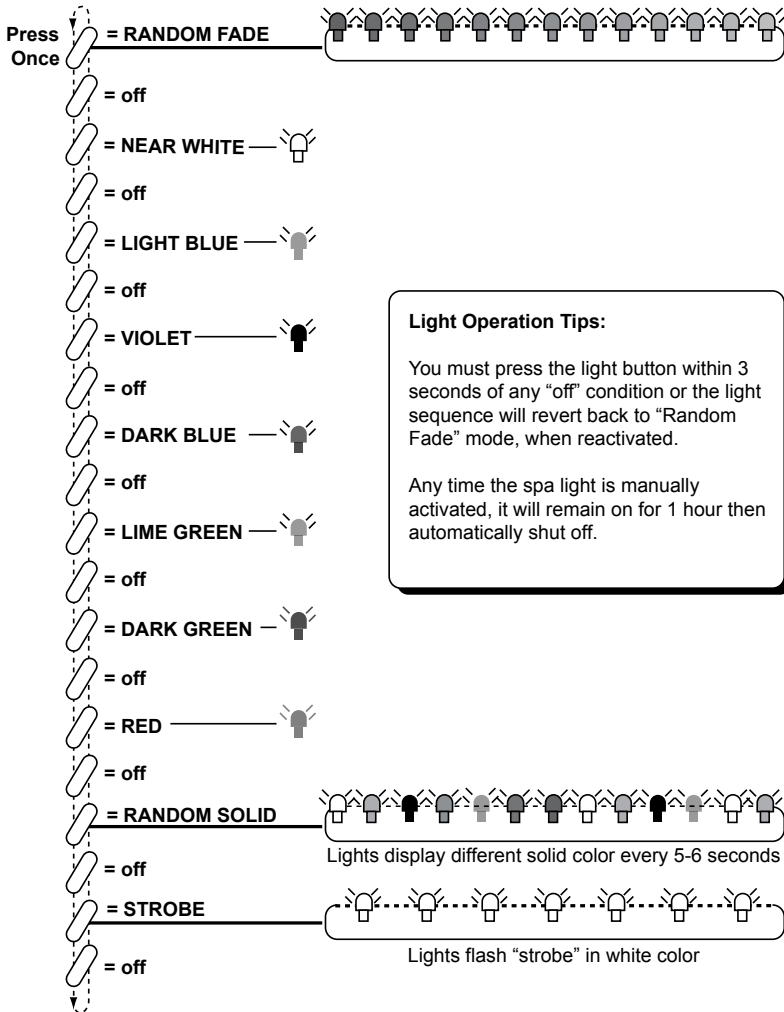 Press
Once
= RANDOM FADE
= off
= NEAR WHITE
= off
= LIGHT BLUE
= off
= VIOLET
= off
= DARK BLUE
= off
= LIME GREEN
= off
= DARK GREEN
= off
= RED
= off
= RANDOM SOLID
Lights display different solid color every 5-6 seconds
= off
= STROBE
Lights flash “strobe” in white color
= off
Light Operation Tips:
You must press the light button within 3
seconds of any “off” condition or the light
sequence will revert back to “Random
Fade” mode, when reactivated.
Any time the spa light is manually
activated, it will remain on for 1 hour then
automatically shut off.